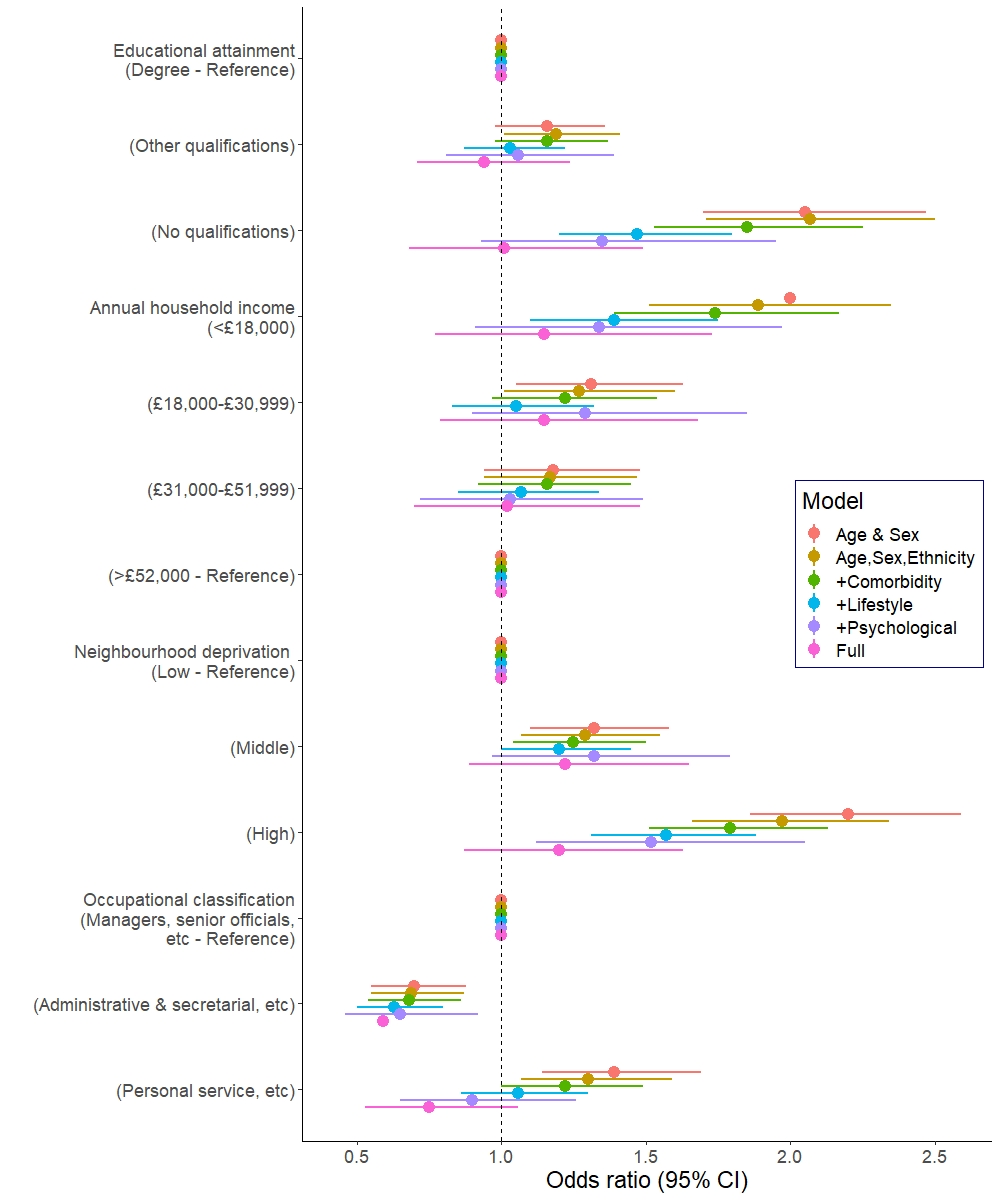 Educational attainment
(Degree - Reference)
(Other qualifications)
(No qualifications)
Annual household income
(<£18,000)
(£18,000-£30,999)
(£31,000-£51,999)
(>£52,000 - Reference)
Neighbourhood deprivation
(Low - Reference)
(Middle)
(High)
Occupational classification
(Managers, senior officials,
etc - Reference)
(Administrative & secretarial, etc)
(Personal service, etc)
Model
Age & Sex
Age,Sex,Ethnicity
+Comorbidity
+Lifestyle
+Psychological
Full
0.5 1.0 1.5 2.0 2.5
Odds ratio (95% CI)